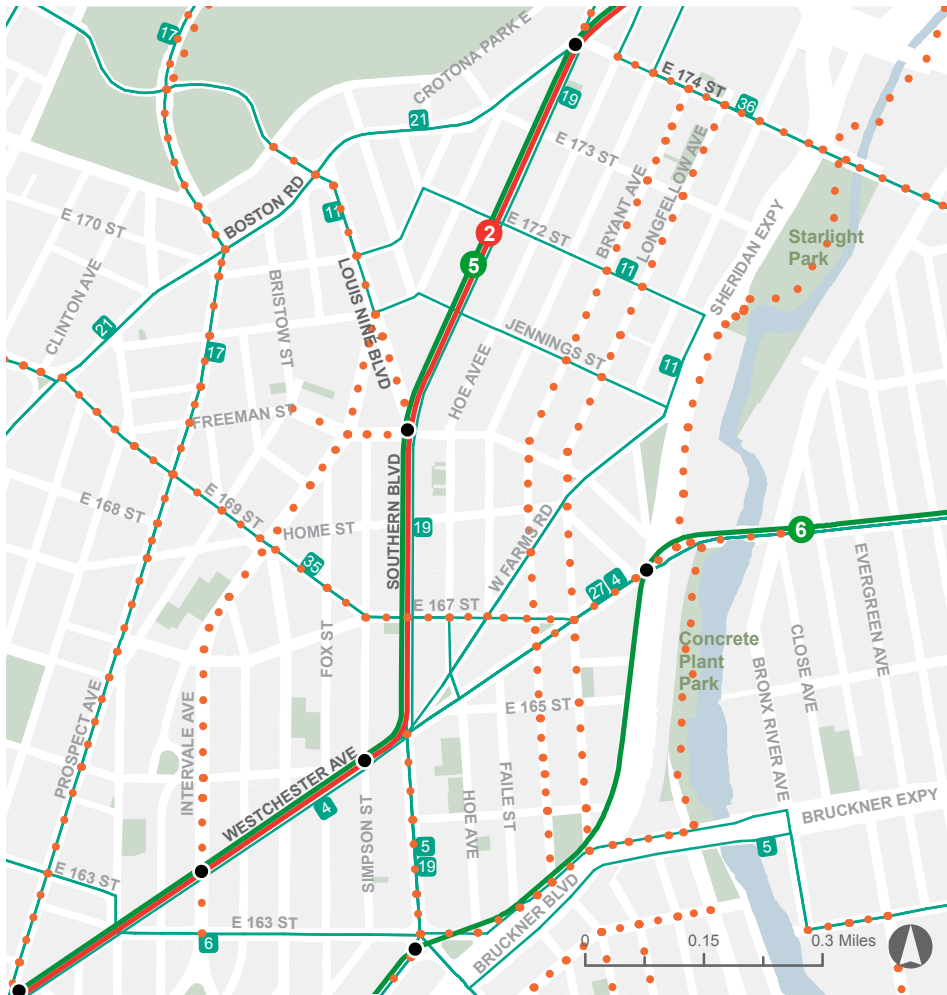 17
CROTONA PARK E
E 174 ST
19
36
21
E 173 ST
LONGFELLOW AVE
BRYANT AVE
BOSTON RD
11
E 170 ST
2
E 172 ST
SHERIDAN EXPY
Starlight
Park
5
11
CLINTON AVE
BRISTOW ST
LOUIS NINE BLVD
21
17
JENNINGS ST
11
HOE AVEE
FREEMAN ST
SOUTHERN BLVD
E 168 ST
E 169 ST
HOME ST
19
W FARMS RD
6
35
27
4
EVERGREEN AVE
E 167 ST
FOX ST
Concrete
Plant
Park
CLOSE AVE
BRONX RIVER AVE
PROSPECT AVE
INTERVALE AVE
E 165 ST
WESTCHESTER AVE
4
SIMPSON ST
HOE AVE
FAILE ST
BRUCKNER EXPY
5
19
5
E 163 ST
E 163 ST
6
BRUCKNER BLVD
0
0.15
0.3 Miles